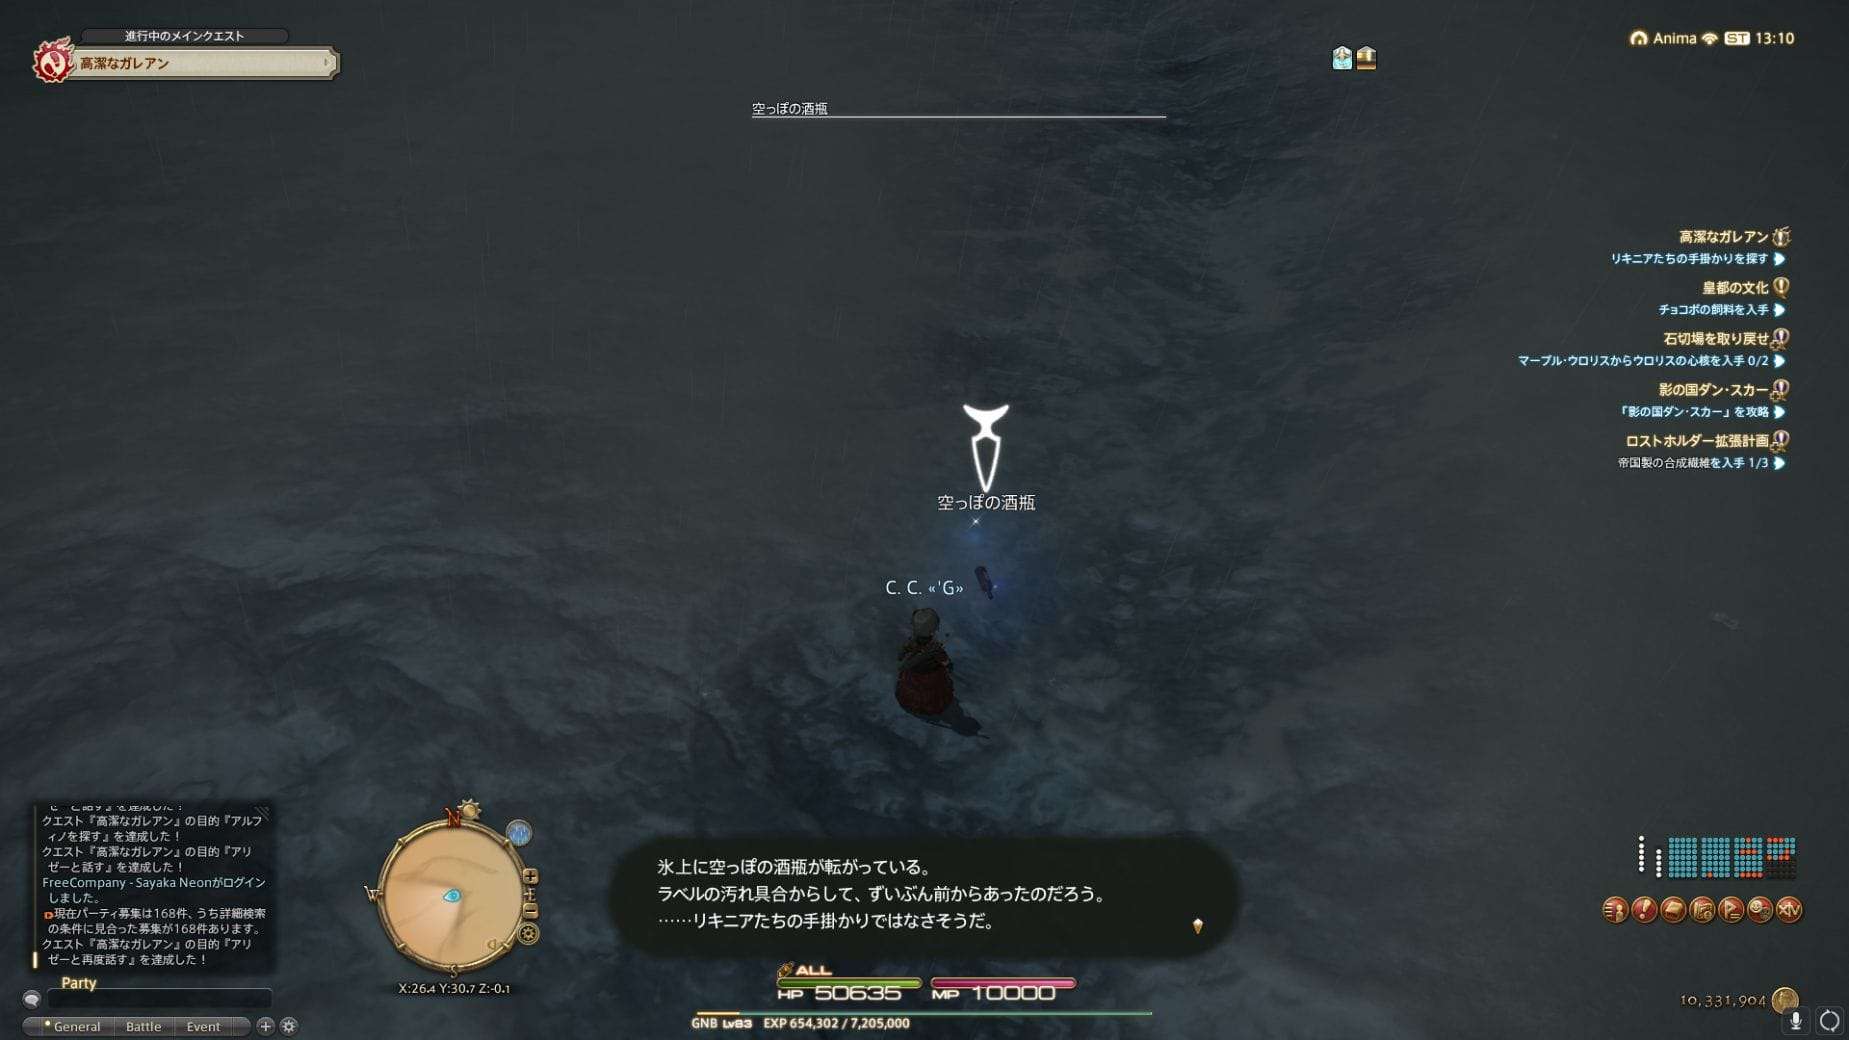 進行中のメインクエスト
高潔なガレアン
Anima ST 13:10
空っぽの酒瓶
高潔なガレアン
リキニアたちの手掛かりを探す
皇都の文化
チョコボの飼料を入手
石切場を取り戻せ
マーブル・ウロリスからウロリスの心核を入手 0/2
影の国ダン・スカー
「影の国ダン・スカー」を攻略
ロストホルダー拡張計画
帝国製の合成繊維を入手 1/3
空っぽの酒瓶
C. C. «'G»
ゼーと話す』を達成した！
クエスト『高潔なガレアン』の目的『アルフ
ィノを探す』を達成した！
クエスト『高潔なガレアン』の目的『アリ
ゼーと話す』を達成した！
FreeCompany - Sayaka Neonがログイン
しました。
現在パーティ募集は168件、うち詳細検索
の条件に見合った募集が168件あります。
クエスト『高潔なガレアン』の目的『アリ
ゼーと再度話す』を達成した！
Party
General Battle Event
N
W
S
X:26.4 Y:30.7 Z:-0.1
氷上に空っぽの酒瓶が転がっている。
ラベルの汚れ具合からして、ずいぶん前からあったのだろう。
……リキニアたちの手掛かりではなさそうだ。
ALL
HP 50635 MP 10000
GNB Lv83 EXP 654,302 / 7,205,000
XIV
10,331,904